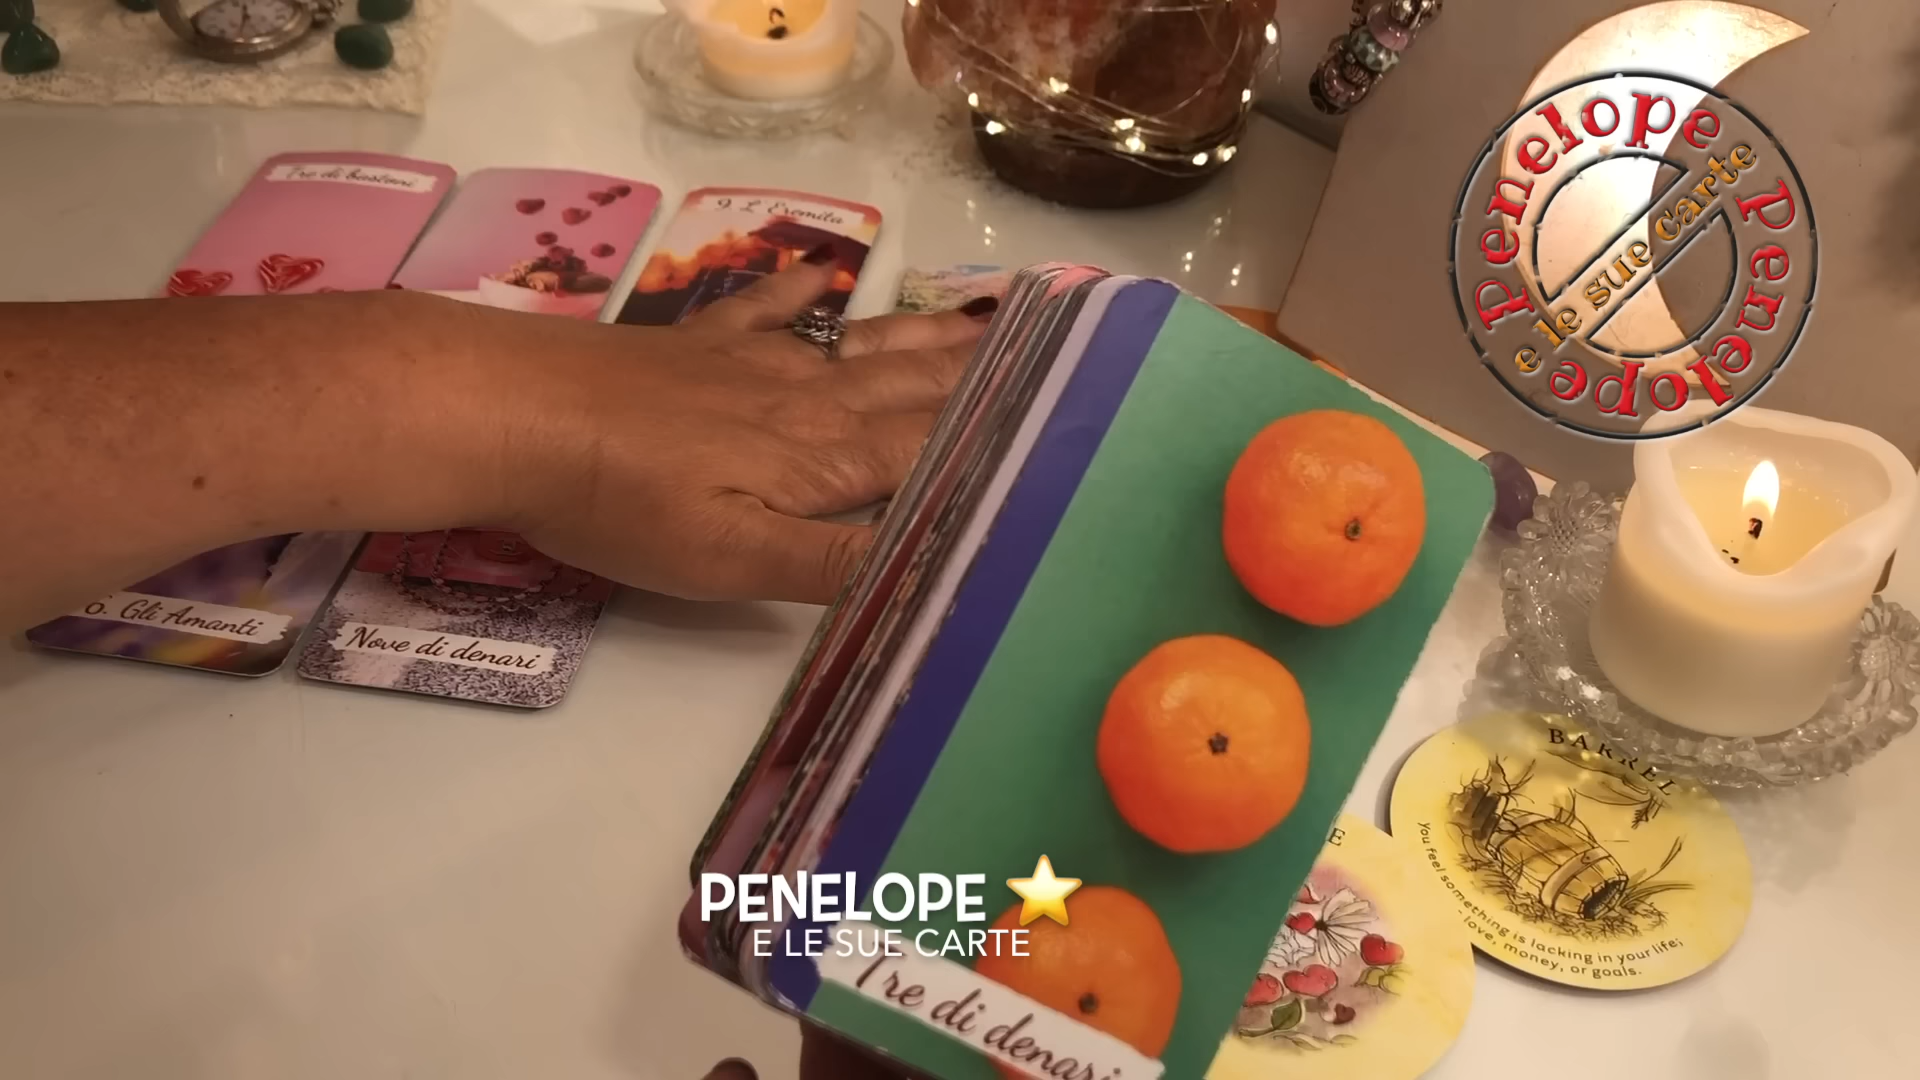 Tre di bastoni
9. L'Eremita
Penelope Penelope Penelope
e le sue carte
6. Gli Amanti
Nove di denari
BARREL
You feel something is lacking in your life;
- love, money, or goals.
E
PENELOPE
E LE SUE CARTE
Tre di denari